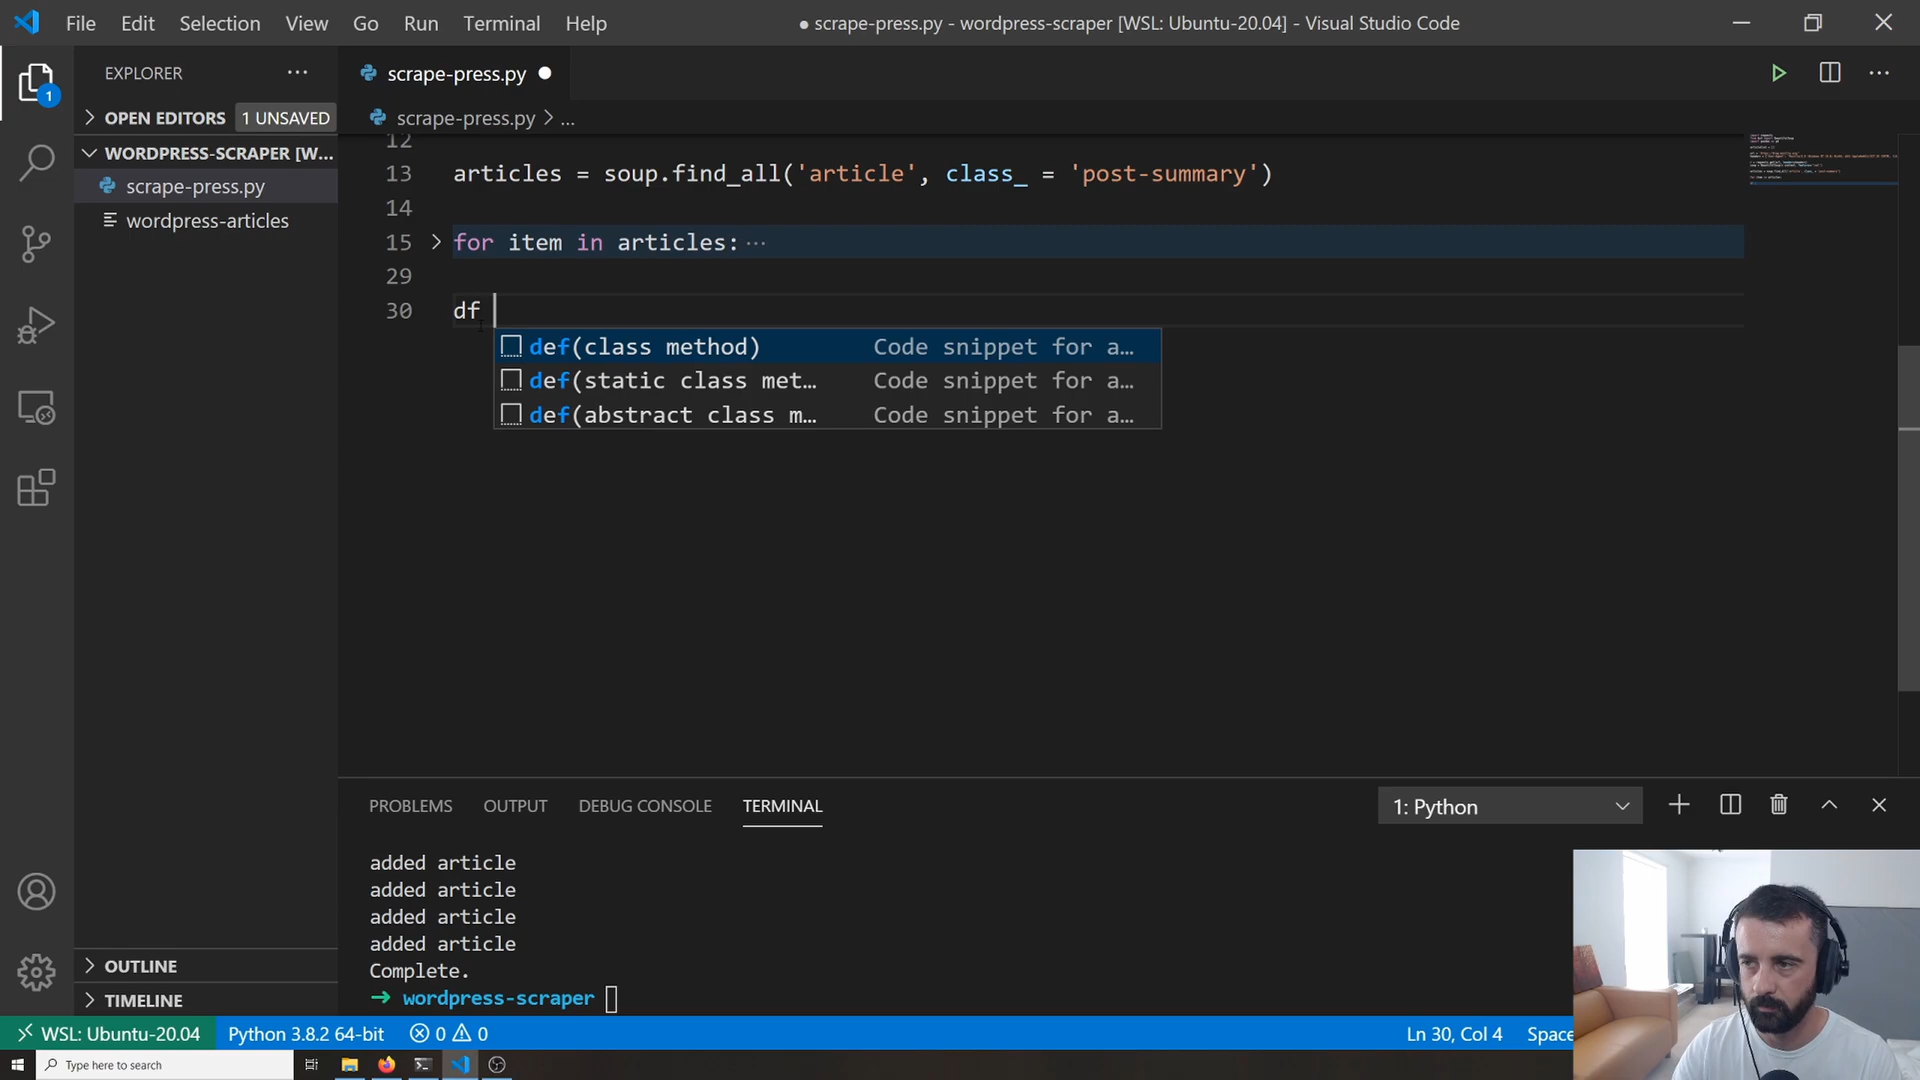 File Edit Selection View Go Run Terminal Help
● scrape-press.py - wordpress-scraper [WSL: Ubuntu-20.04] - Visual Studio Code
EXPLORER
1
OPEN EDITORS 1 UNSAVED
WORDPRESS-SCRAPER [W...
scrape-press.py
wordpress-articles
OUTLINE
TIMELINE
scrape-press.py
scrape-press.py > ...
12
13 articles = soup.find_all('article', class_ = 'post-summary')
14
15 for item in articles:...
29
30 df
def(class method) Code snippet for a...
def(static class met... Code snippet for a...
def(abstract class m... Code snippet for a...
PROBLEMS OUTPUT DEBUG CONSOLE TERMINAL
1: Python
added article
added article
added article
added article
Complete.
→ wordpress-scraper
WSL: Ubuntu-20.04 Python 3.8.2 64-bit 0 0 Ln 30, Col 4 Space
Type here to search